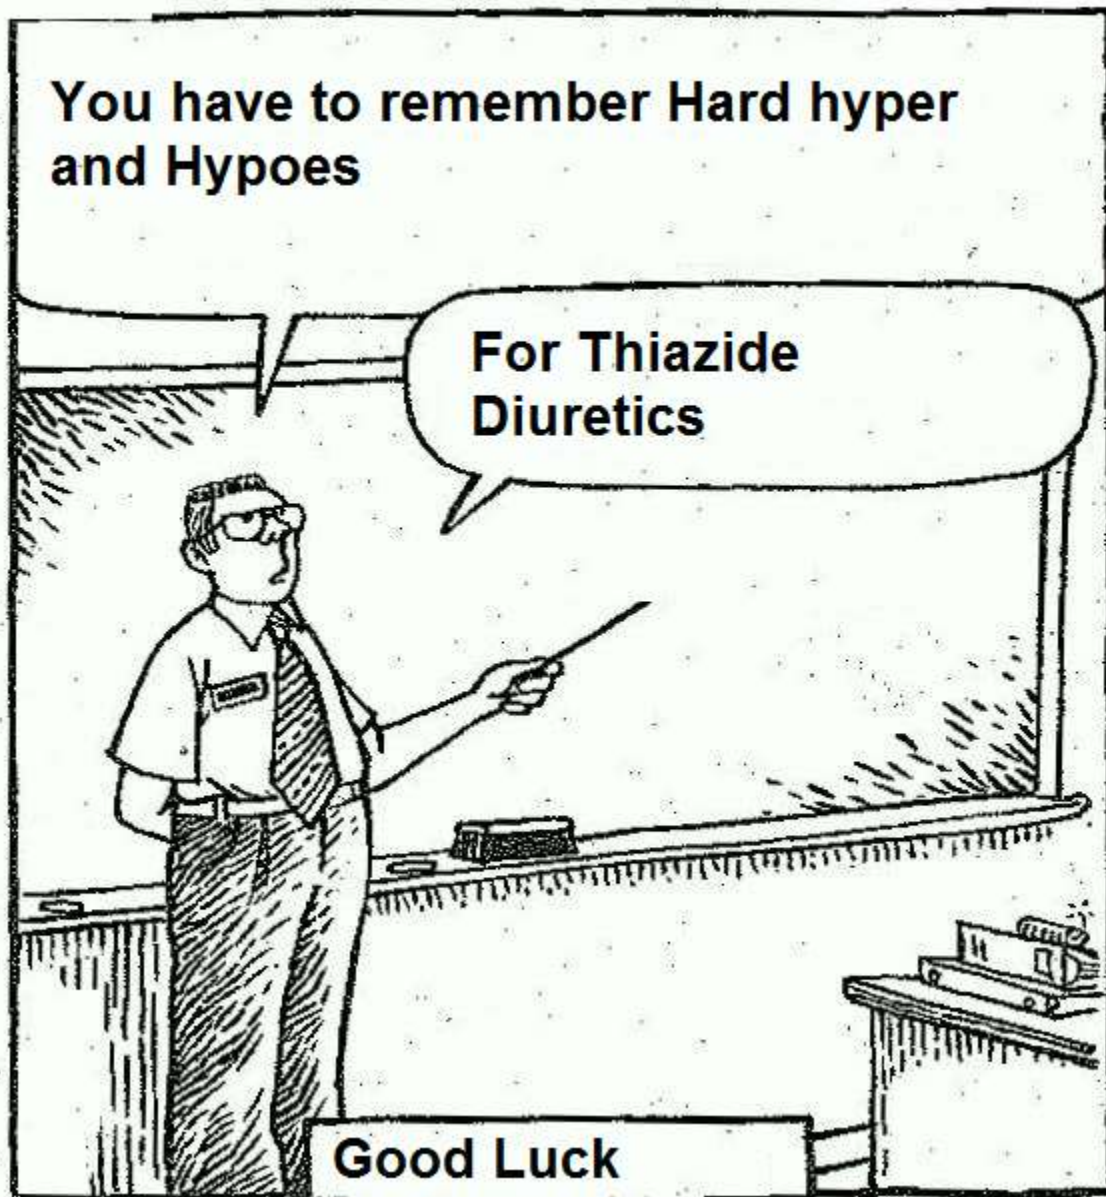 You have to remember Hard hyper
and Hypoes
For Thiazide
Diuretics
Good Luck